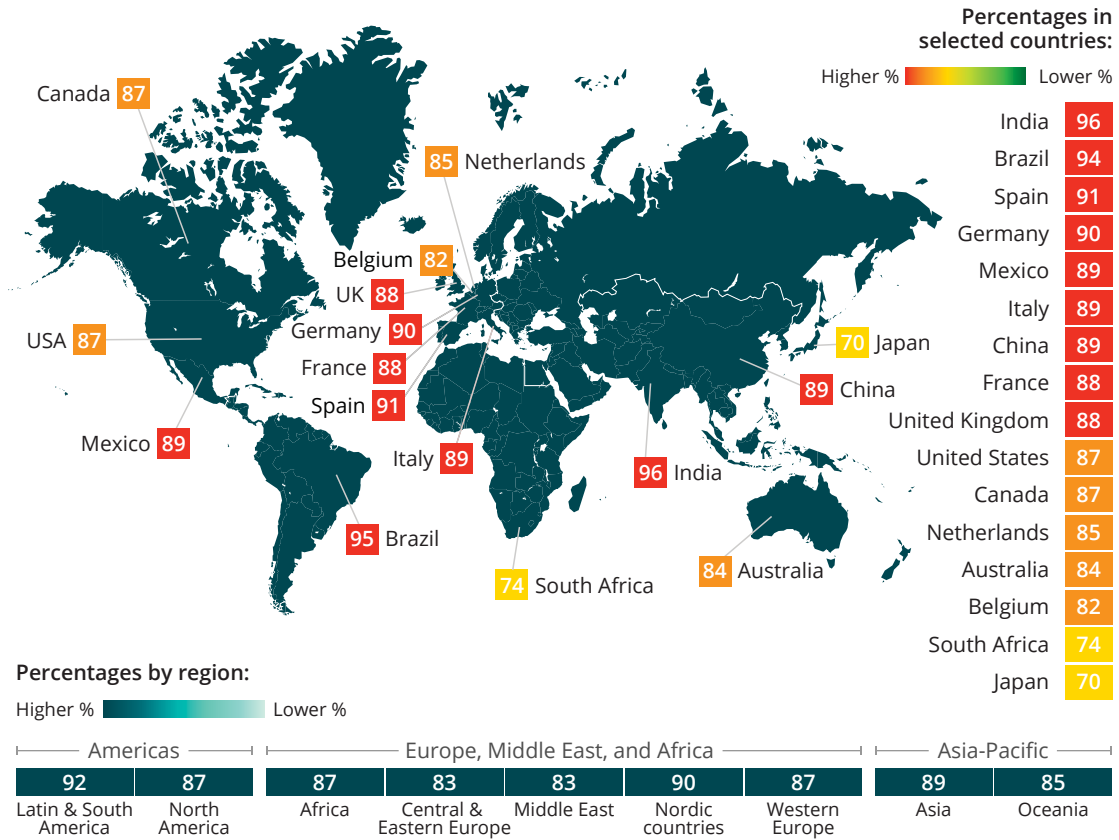 Percentages in
selected countries:
Higher %
Lower %
Canada 87
85 Netherlands
Belgium 82
UK 88
Germany 90
USA 87
France 88
Spain 91
70 Japan
89 China
Mexico 89
Italy 89
96 India
95 Brazil
74 South Africa
84 Australia
India 96
Brazil 94
Spain 91
Germany 90
Mexico 89
Italy 89
China 89
France 88
United Kingdom 88
United States 87
Canada 87
Netherlands 85
Australia 84
Belgium 82
South Africa 74
Japan 70
Percentages by region:
Higher %
Lower %
Americas
92
Latin & South
America
87
North
America
Europe, Middle East, and Africa
87
Africa
83
Central &
Eastern Europe
83
Middle East
90
Nordic
countries
87
Western
Europe
Asia-Pacific
89
Asia
85
Oceania